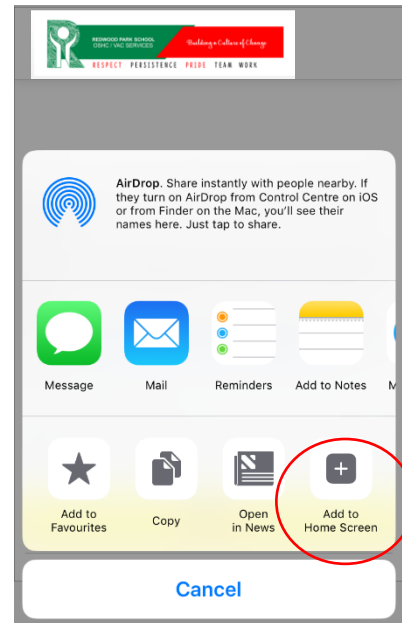 REDWOOD PARK SCHOOL
OSHC / VAC SERVICES
Building a Culture of Change
RESPECT PERSISTENCE PRIDE TEAM WORK
AirDrop. Share instantly with people nearby. If
they turn on AirDrop from Control Centre on iOS
or from Finder on the Mac, you'll see their
names here. Just tap to share.
Message Mail Reminders Add to Notes M
Add to Favourites
Copy
Open in News
Add to Home Screen
Cancel